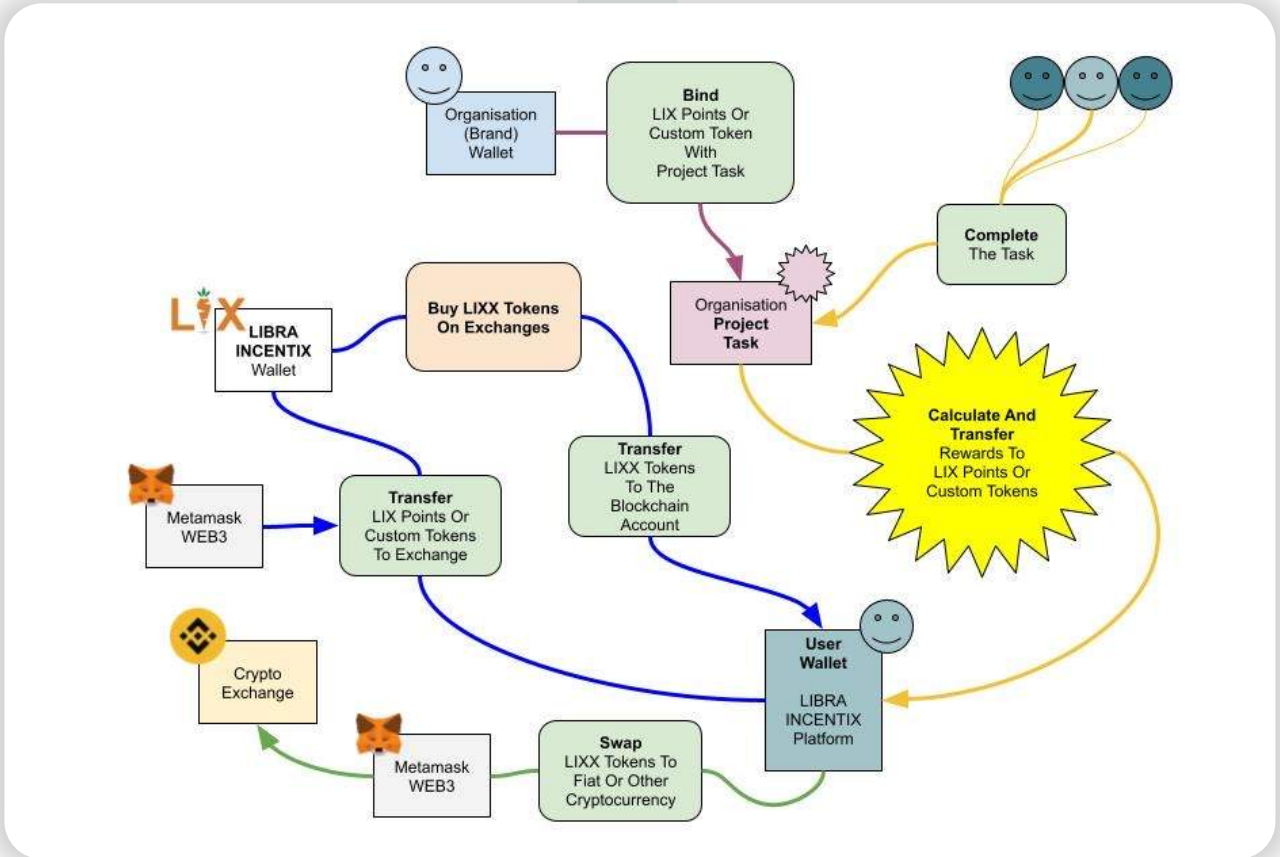 Organisation
(Brand)
Wallet
Bind
LIX Points Or
Custom Token
With
Project Task
Complete
The Task
Organisation
Project
Task
LIX
LIBRA
INCENTIX
Wallet
Buy LIXX Tokens
On Exchanges
Calculate And
Transfer
Rewards To
LIX Points Or
Custom Tokens
Transfer
LIXX Tokens
To The
Blockchain
Account
Metamask
WEB3
Transfer
LIX Points Or
Custom Tokens
To Exchange
User
Wallet
LIBRA
INCENTIX
Platform
Crypto
Exchange
Metamask
WEB3
Swap
LIXX Tokens To
Fiat Or Other
Cryptocurrency